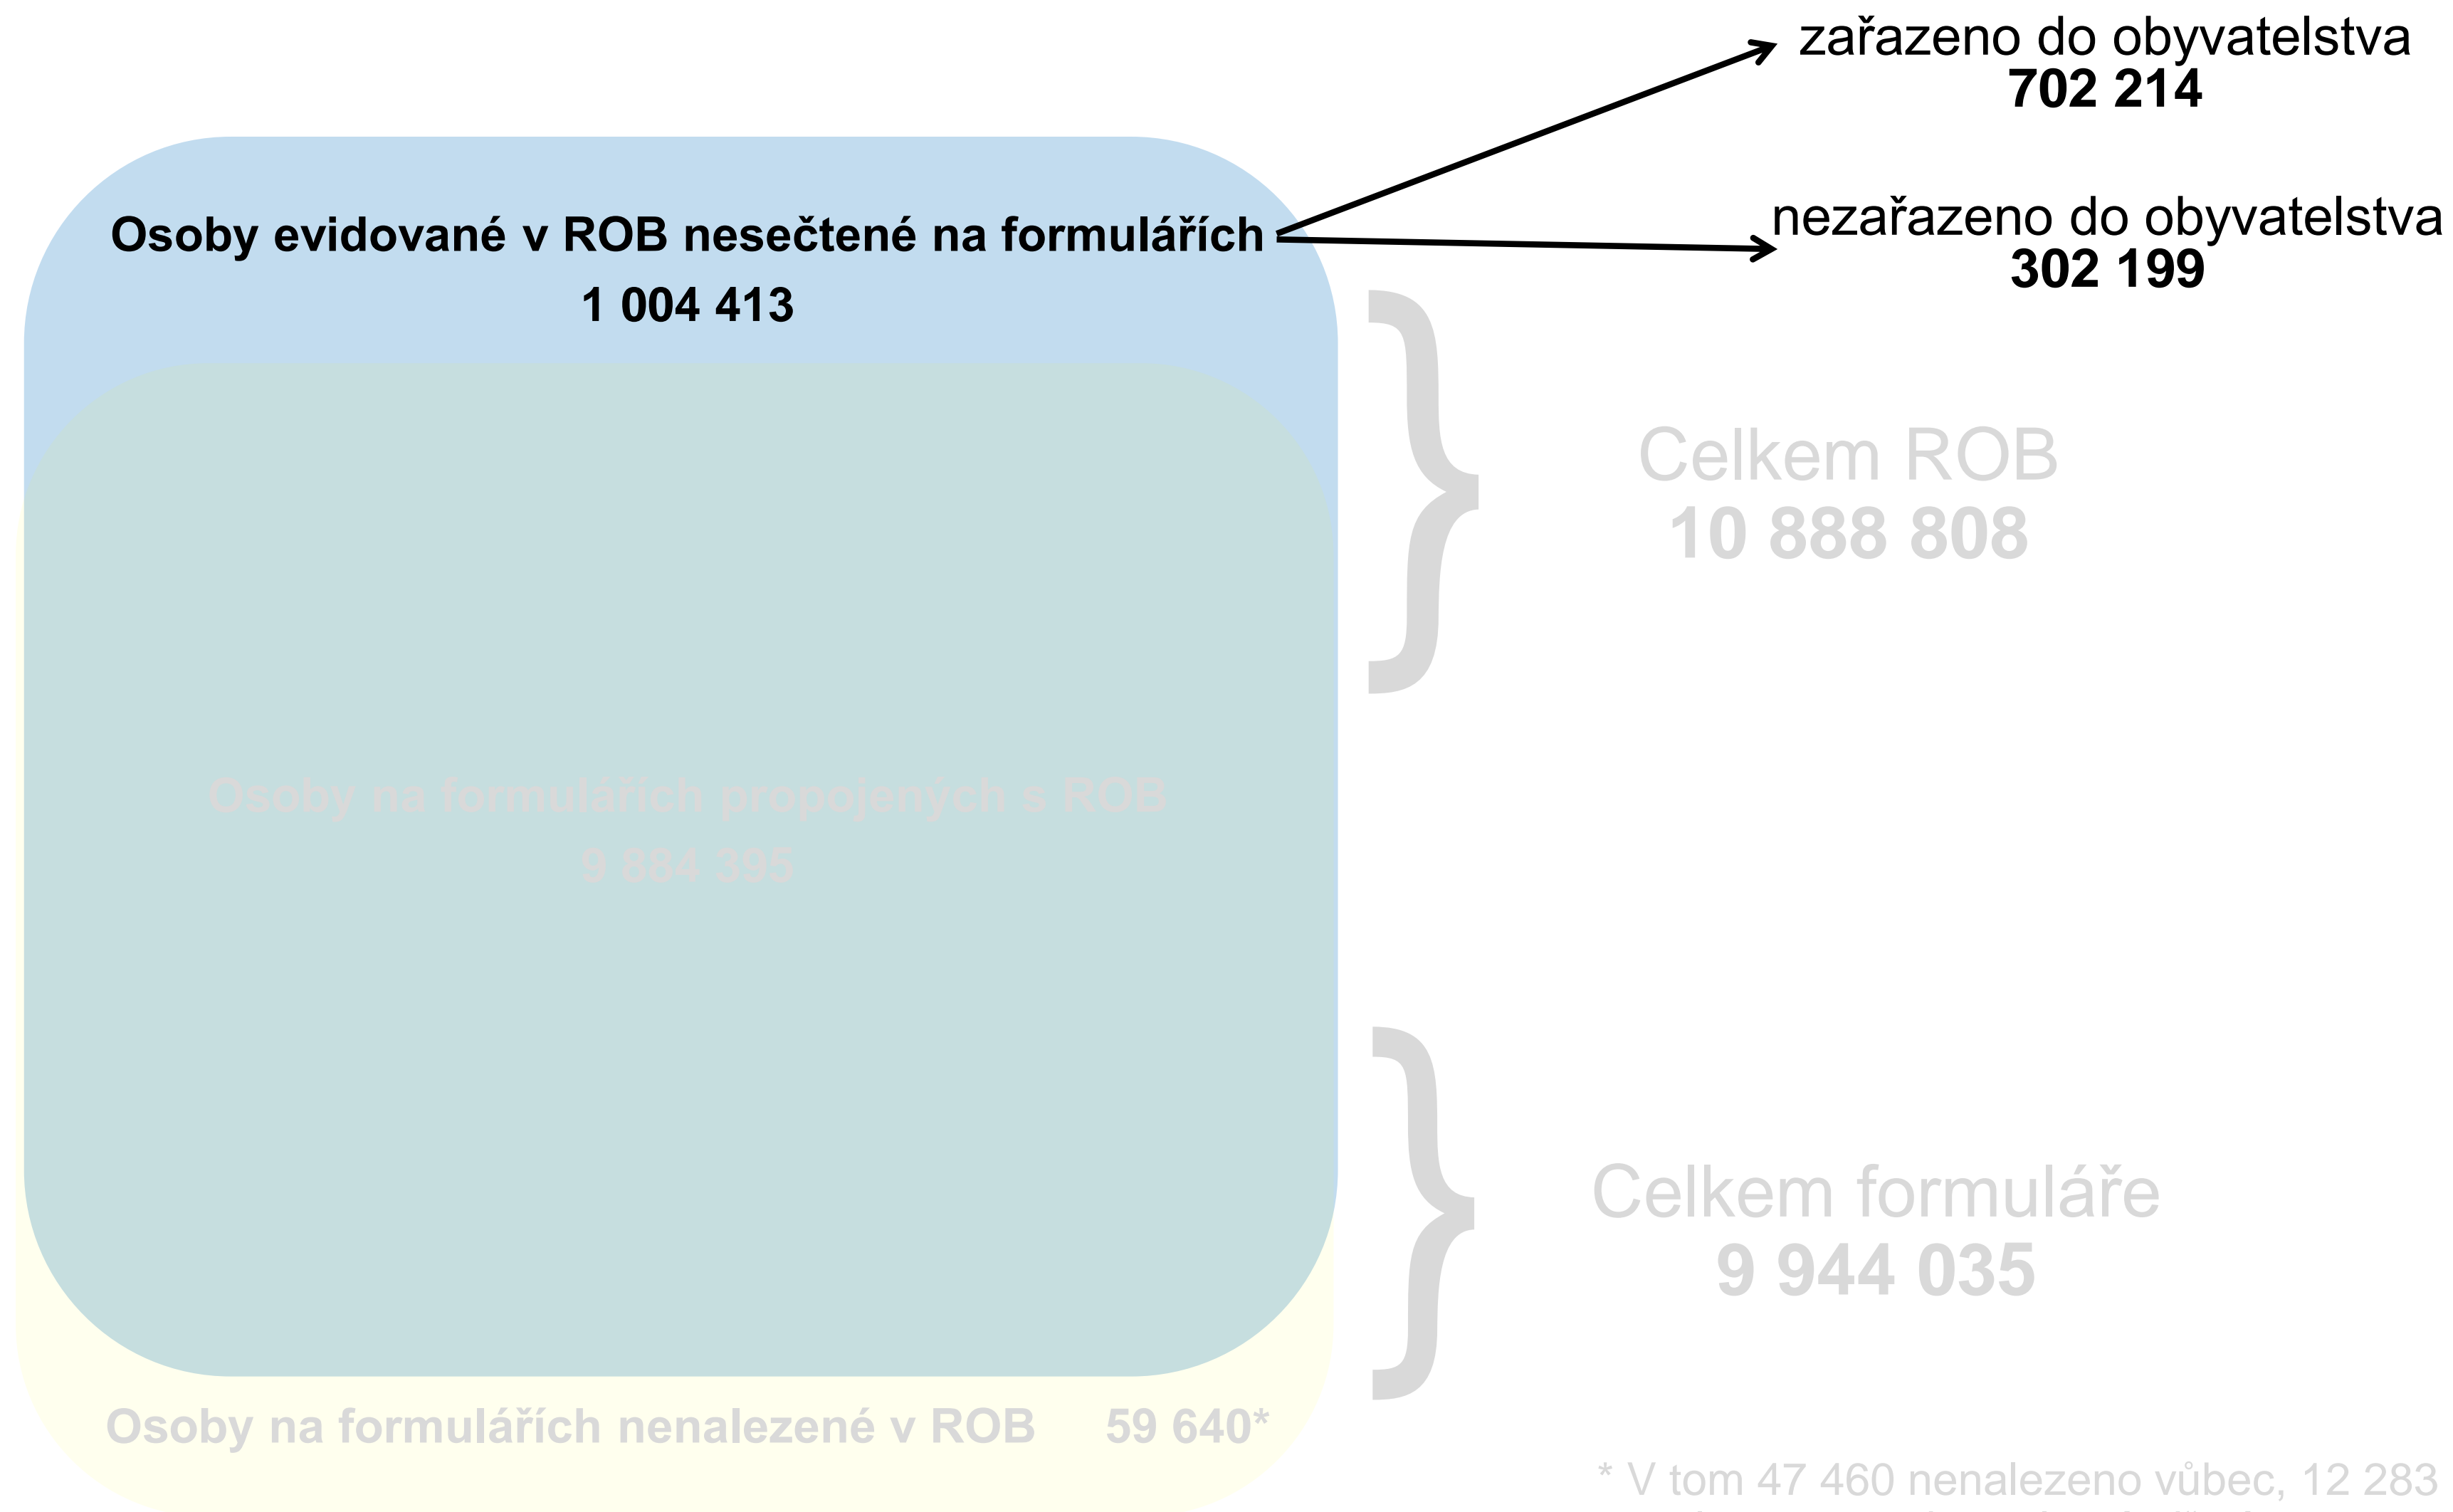 zařazeno do obyvatelstva
702 214
nezařazeno do obyvatelstva
302 199
Osoby evidované v ROB nesečtené na formulářích
1 004 413
Celkem ROB
10 888 808
Osoby na formulářích propojených s ROB
9 884 395
Celkem formuláře
9 944 035
Osoby na formulářích nenalezené v ROB 59 640*
* V tom 47 460 nenalezeno vůbec, 12 283